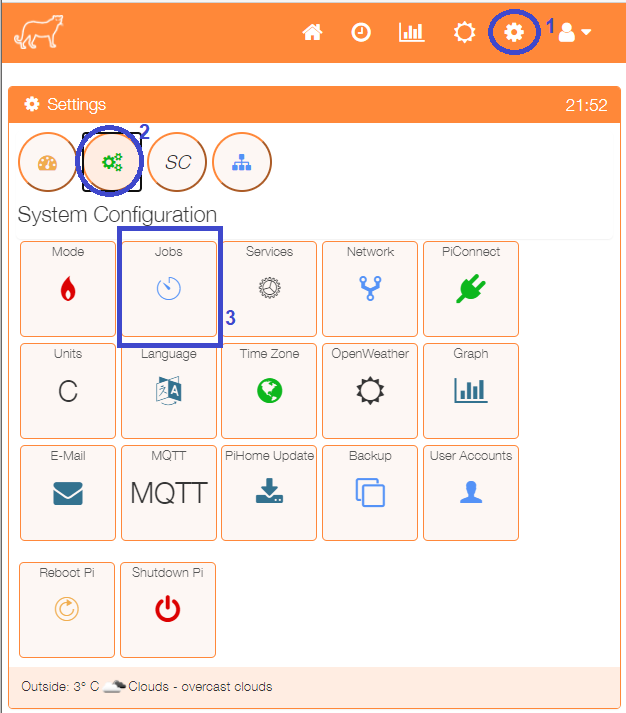 1
Settings 21:52
2
SC
System Configuration
Mode Jobs Services Network PiConnect
3
Units Language Time Zone OpenWeather Graph
C
文 A
E-Mail MQTT PiHome Update Backup User Accounts
MQTT
Reboot Pi Shutdown Pi
Outside: 3° C Clouds - overcast clouds